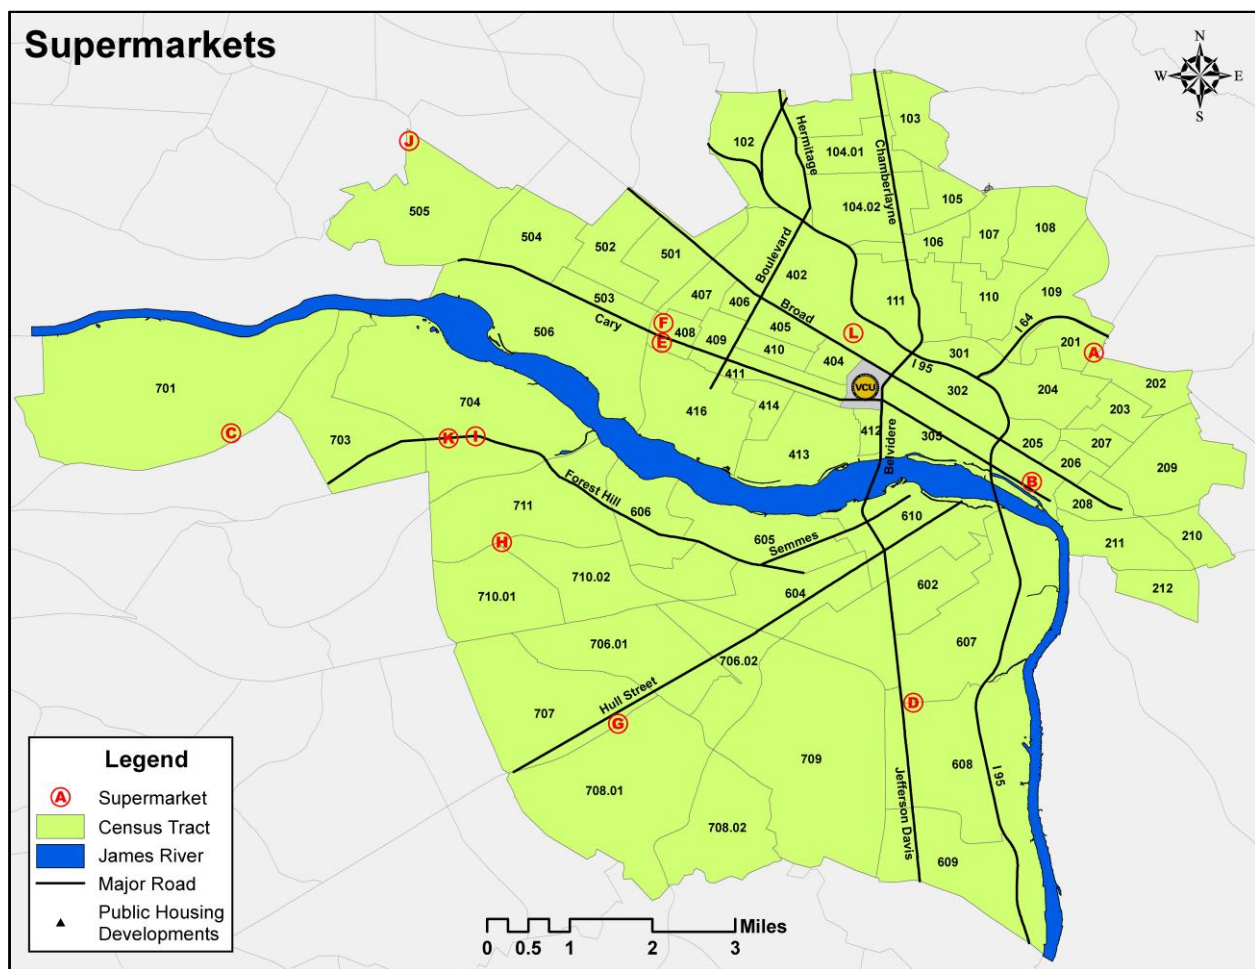 Supermarkets
N
W E
S
J
102
Hermitage
103
104.01
Chamberlayne
505
504
502
501
104.02
105
106
107
108
Boulevard
402
503
407
406
Broad
111
110
109
I 64
Cary
F
E
408
409
405
410
404
L
301
201
A
506
411
VCU
I 95
302
204
202
203
701
704
416
414
413
412
305
205
207
C
703
K
I
Belvidere
206
209
B
208
Forest Hill
711
606
610
211
210
H
605
Semmes
212
710.01
710.02
604
602
706.01
706.02
607
Hull Street
707
G
D
709
608
708.01
Jefferson Davis
I 95
708.02
609
Legend
A Supermarket
Census Tract
James River
Major Road
Public Housing
Developments
Miles
0 0.5 1 2 3